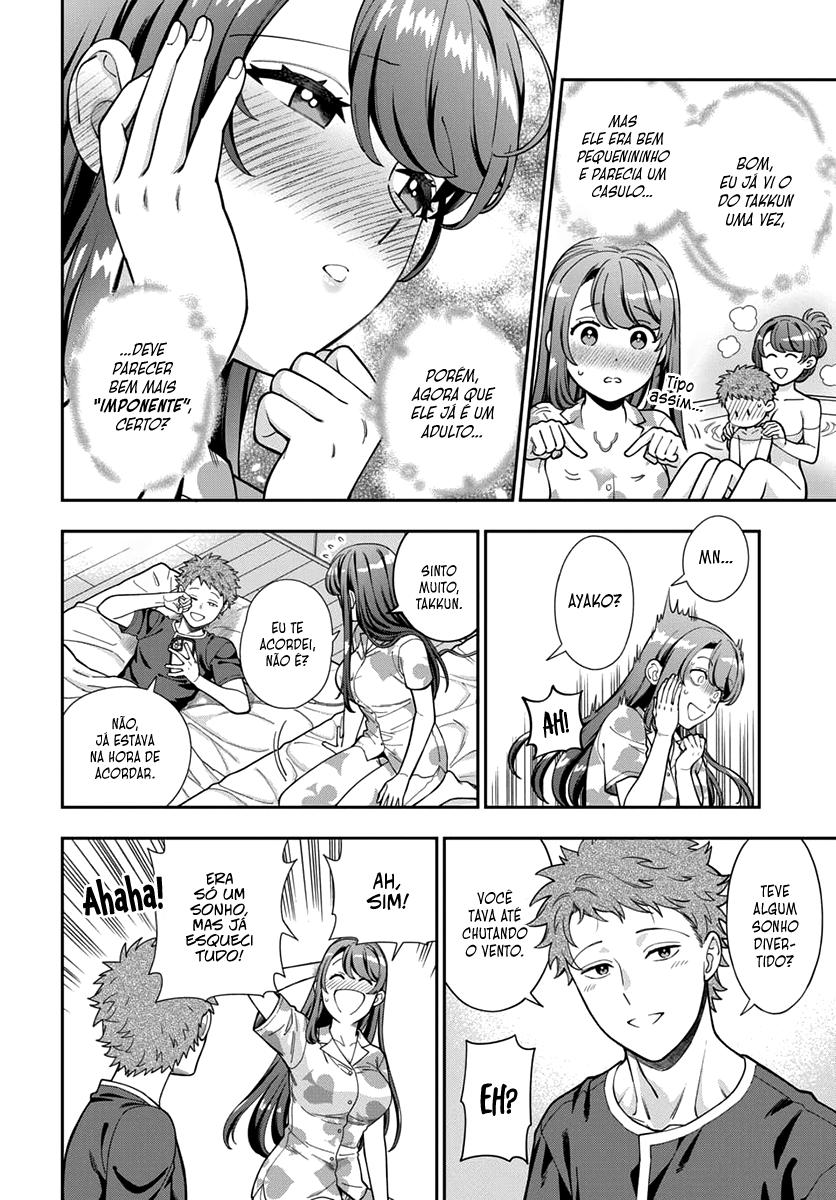 BOM,
EU JÁ VI O
DO TAKKUN
UMA VEZ,
MAS
ELE ERA BEM
PEQUENININHO
E PARECIA UM
CASULO...
Tipo
assim...
PORÉM,
AGORA QUE
ELE JÁ É UM
ADULTO...
...DEVE
PARECER
BEM MAIS
"IMPONENTE",
CERTO?
MN...
AYAKO?
AH!
SINTO
MUITO,
TAKKUN.
EU TE
ACORDEI,
NÃO É?
NÃO,
JÁ ESTAVA
NA HORA DE
ACORDAR.
TEVE
ALGUM
SONHO
DIVER-
TIDO?
VOCÊ
TAVA ATÉ
CHUTANDO
O VENTO.
EH?
AH,
SIM!
ERA
SÓ UM
SONHO,
MAS JÁ
ESQUECI
TUDO!
Ahaha!